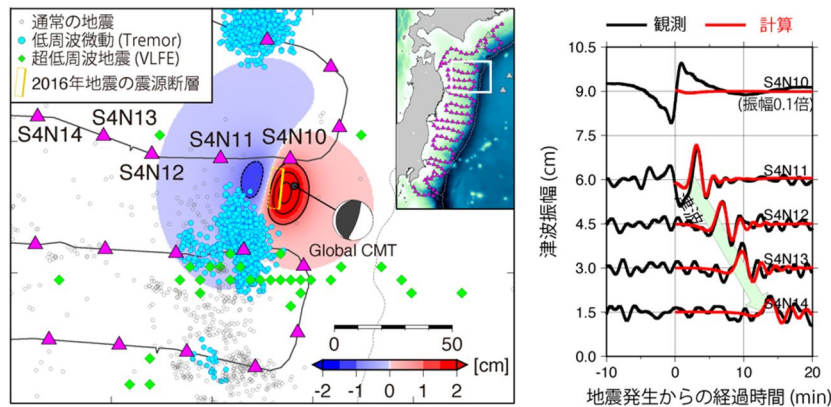 通常の地震
低周波微動 (Tremor)
超低周波地震 (VLFE)
2016年地震の震源断層
S4N14
S4N13
S4N12
S4N11
S4N10
Global CMT
0 50
[cm]
-2 -1 0 1 2
観測 計算
津波振幅 (cm)
10.5
9.0
7.5
6.0
4.5
3.0
1.5
0.0
S4N10
(振幅0.1倍)
S4N11
津波
S4N12
S4N13
S4N14
-10 0 10 20
地震発生からの経過時間 (min)